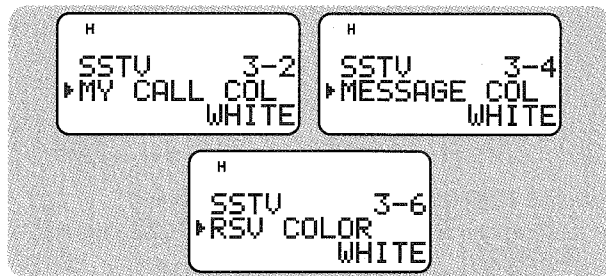 H
SSTV 3-2
▸MY CALL COL
WHITE
H
SSTV 3-4
▸MESSAGE COL
WHITE
H
SSTV 3-6
▸RSV COLOR
WHITE